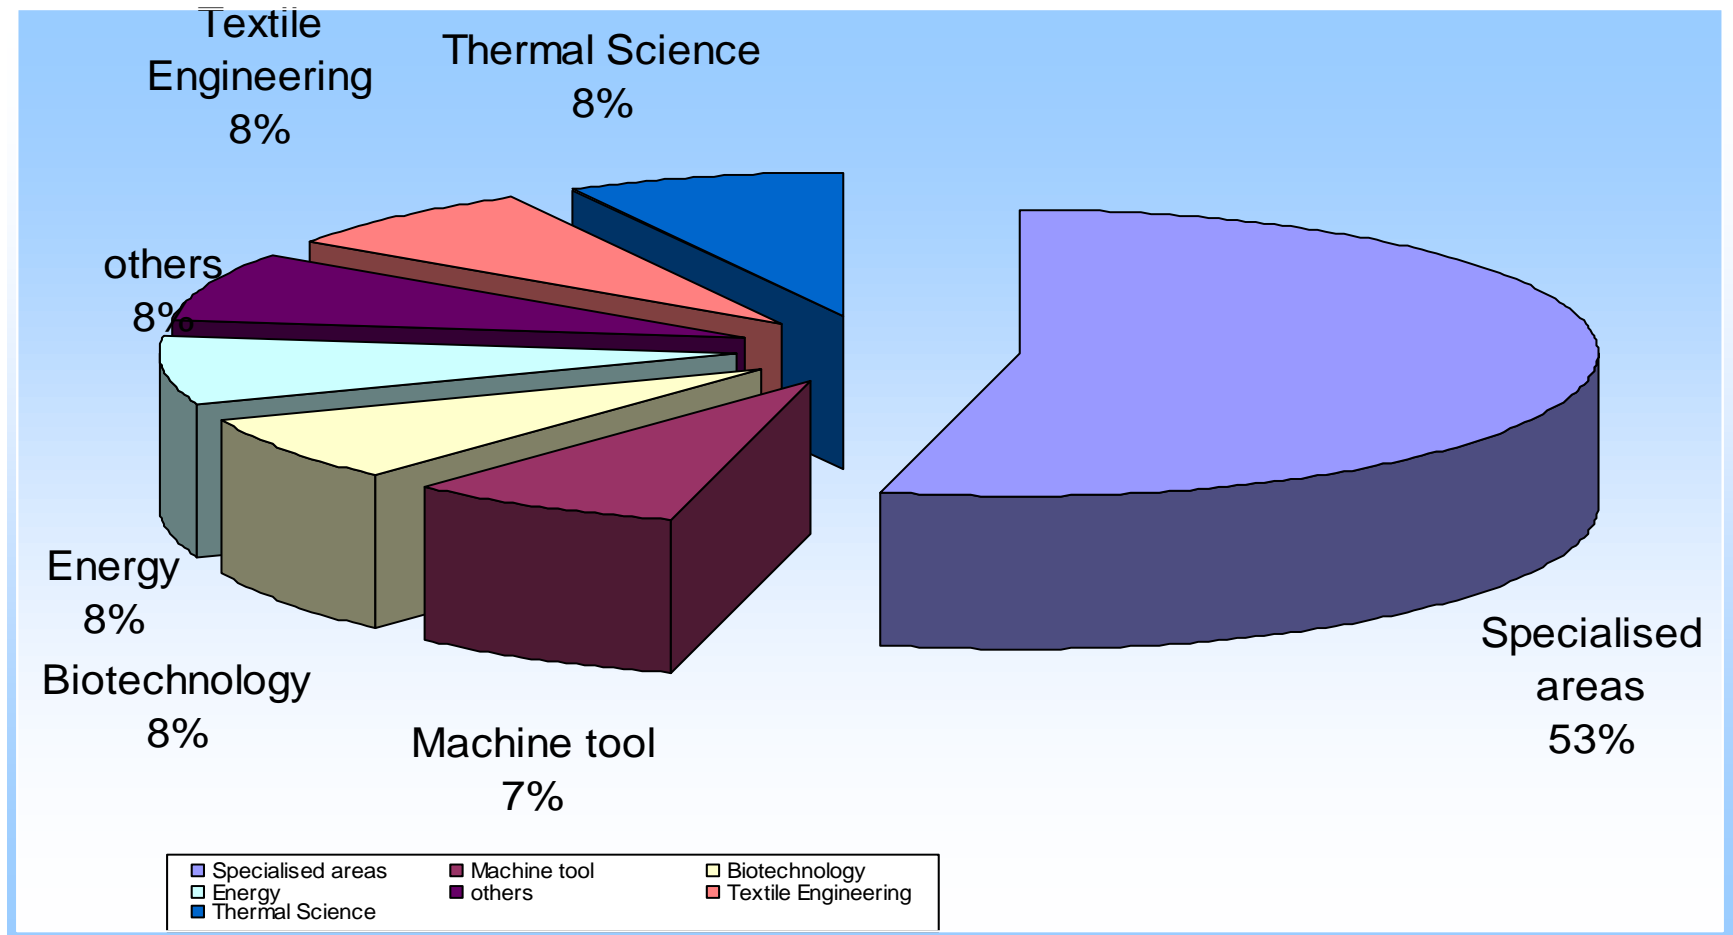 Textile
Engineering
8%
Thermal Science
8%
others
8%
Energy
8%
Biotechnology
8%
Machine tool
7%
Specialised
areas
53%
Specialised areas
Machine tool
Biotechnology
Energy
others
Textile Engineering
Thermal Science